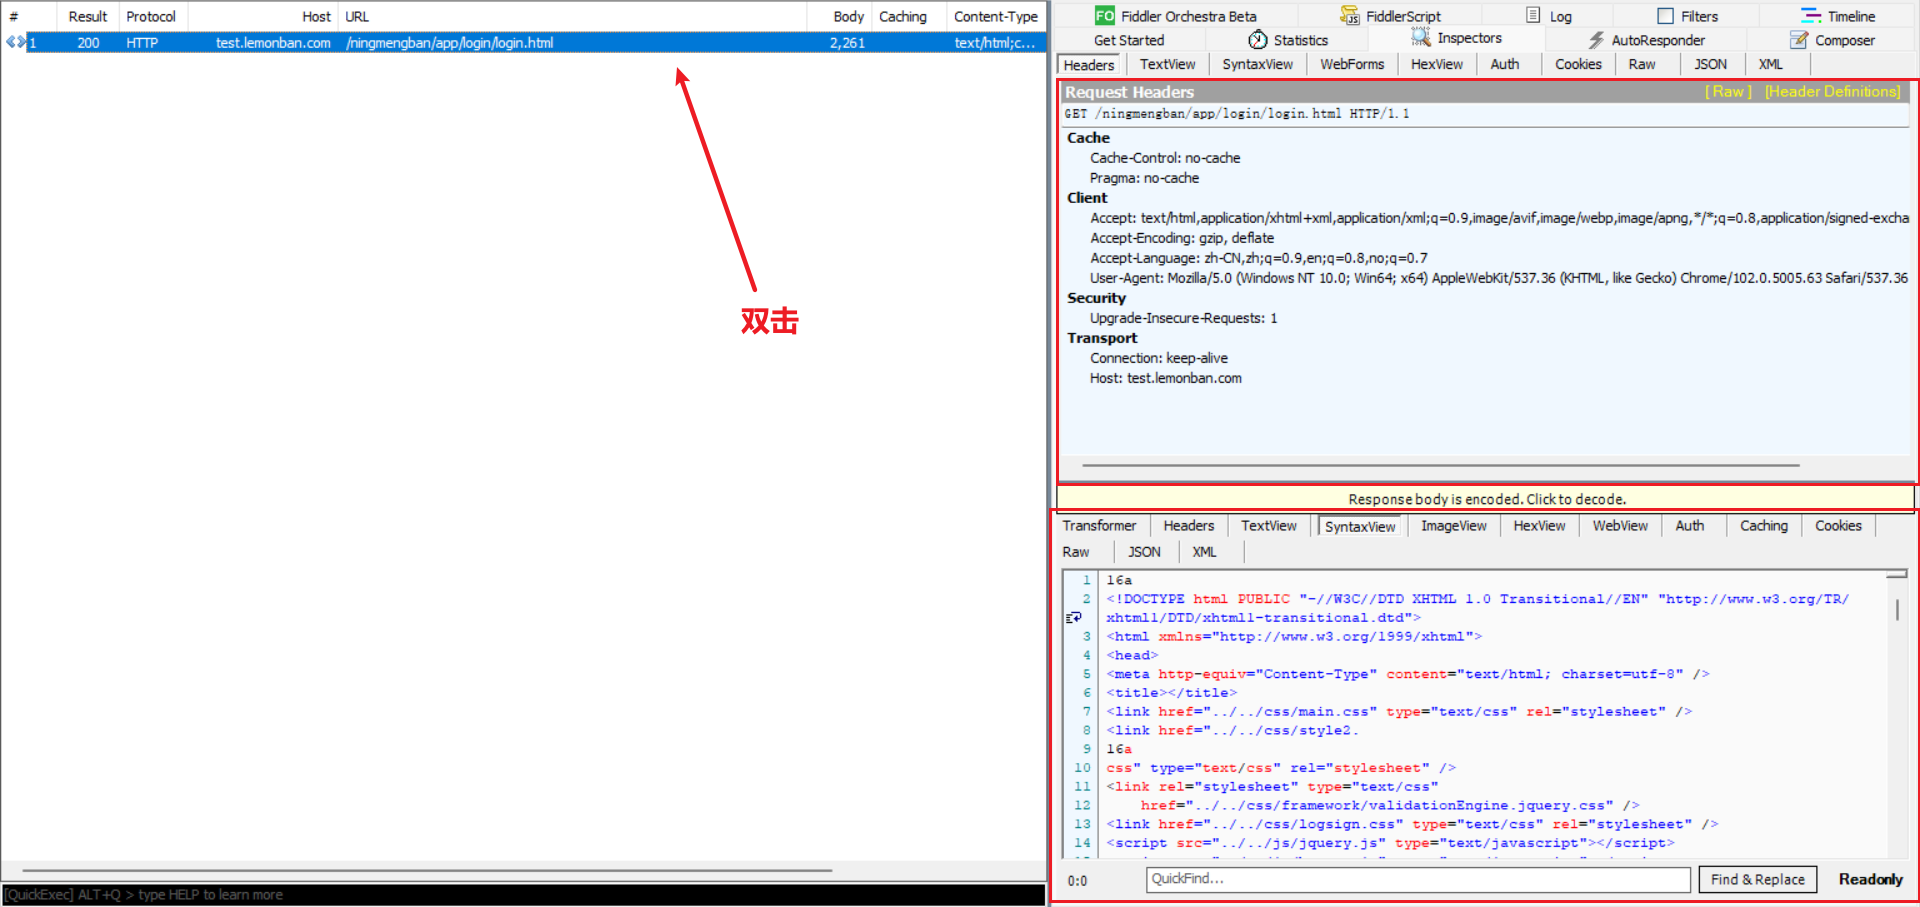 # Result Protocol Host URL Body Caching Content-Type
1 200 HTTP test.lemonban.com /ningmengban/app/login/login.html 2,261 text/html;c...
双击
[QuickExec] ALT+Q > type HELP to learn more
FO Fiddler Orchestra Beta JS FiddlerScript Log Filters Timeline
Get Started Statistics Inspectors AutoResponder Composer
Headers TextView SyntaxView WebForms HexView Auth Cookies Raw JSON XML
Request Headers [ Raw ] [Header Definitions]
GET /ningmengban/app/login/login.html HTTP/1.1
Cache
Cache-Control: no-cache
Pragma: no-cache
Client
Accept: text/html,application/xhtml+xml,application/xml;q=0.9,image/avif,image/webp,image/apng,*/*;q=0.8,application/signed-excha
Accept-Encoding: gzip, deflate
Accept-Language: zh-CN,zh;q=0.9,en;q=0.8,no;q=0.7
User-Agent: Mozilla/5.0 (Windows NT 10.0; Win64; x64) AppleWebKit/537.36 (KHTML, like Gecko) Chrome/102.0.5005.63 Safari/537.36
Security
Upgrade-Insecure-Requests: 1
Transport
Connection: keep-alive
Host: test.lemonban.com
Response body is encoded. Click to decode.
Transformer Headers TextView SyntaxView ImageView HexView WebView Auth Caching Cookies
Raw JSON XML
1 16a
2 <!DOCTYPE html PUBLIC "-//W3C//DTD XHTML 1.0 Transitional//EN" "http://www.w3.org/TR/
xhtml1/DTD/xhtml1-transitional.dtd">
3 <html xmlns="http://www.w3.org/1999/xhtml">
4 <head>
5 <meta http-equiv="Content-Type" content="text/html; charset=utf-8" />
6 <title></title>
7 <link href="../../css/main.css" type="text/css" rel="stylesheet" />
8 <link href="../../css/style2.
9 16a
10 css" type="text/css" rel="stylesheet" />
11 <link rel="stylesheet" type="text/css"
12 href="../../css/framework/validationEngine.jquery.css" />
13 <link href="../../css/logsign.css" type="text/css" rel="stylesheet" />
14 <script src="../../js/jquery.js" type="text/javascript"></script>
0:0 QuickFind... Find & Replace Readonly